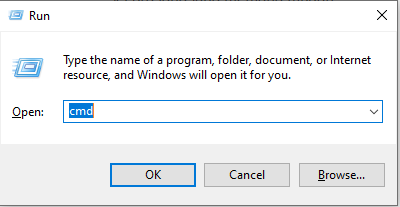 Run
Type the name of a program, folder, document, or Internet
resource, and Windows will open it for you.
Open: cmd
OK Cancel Browse...